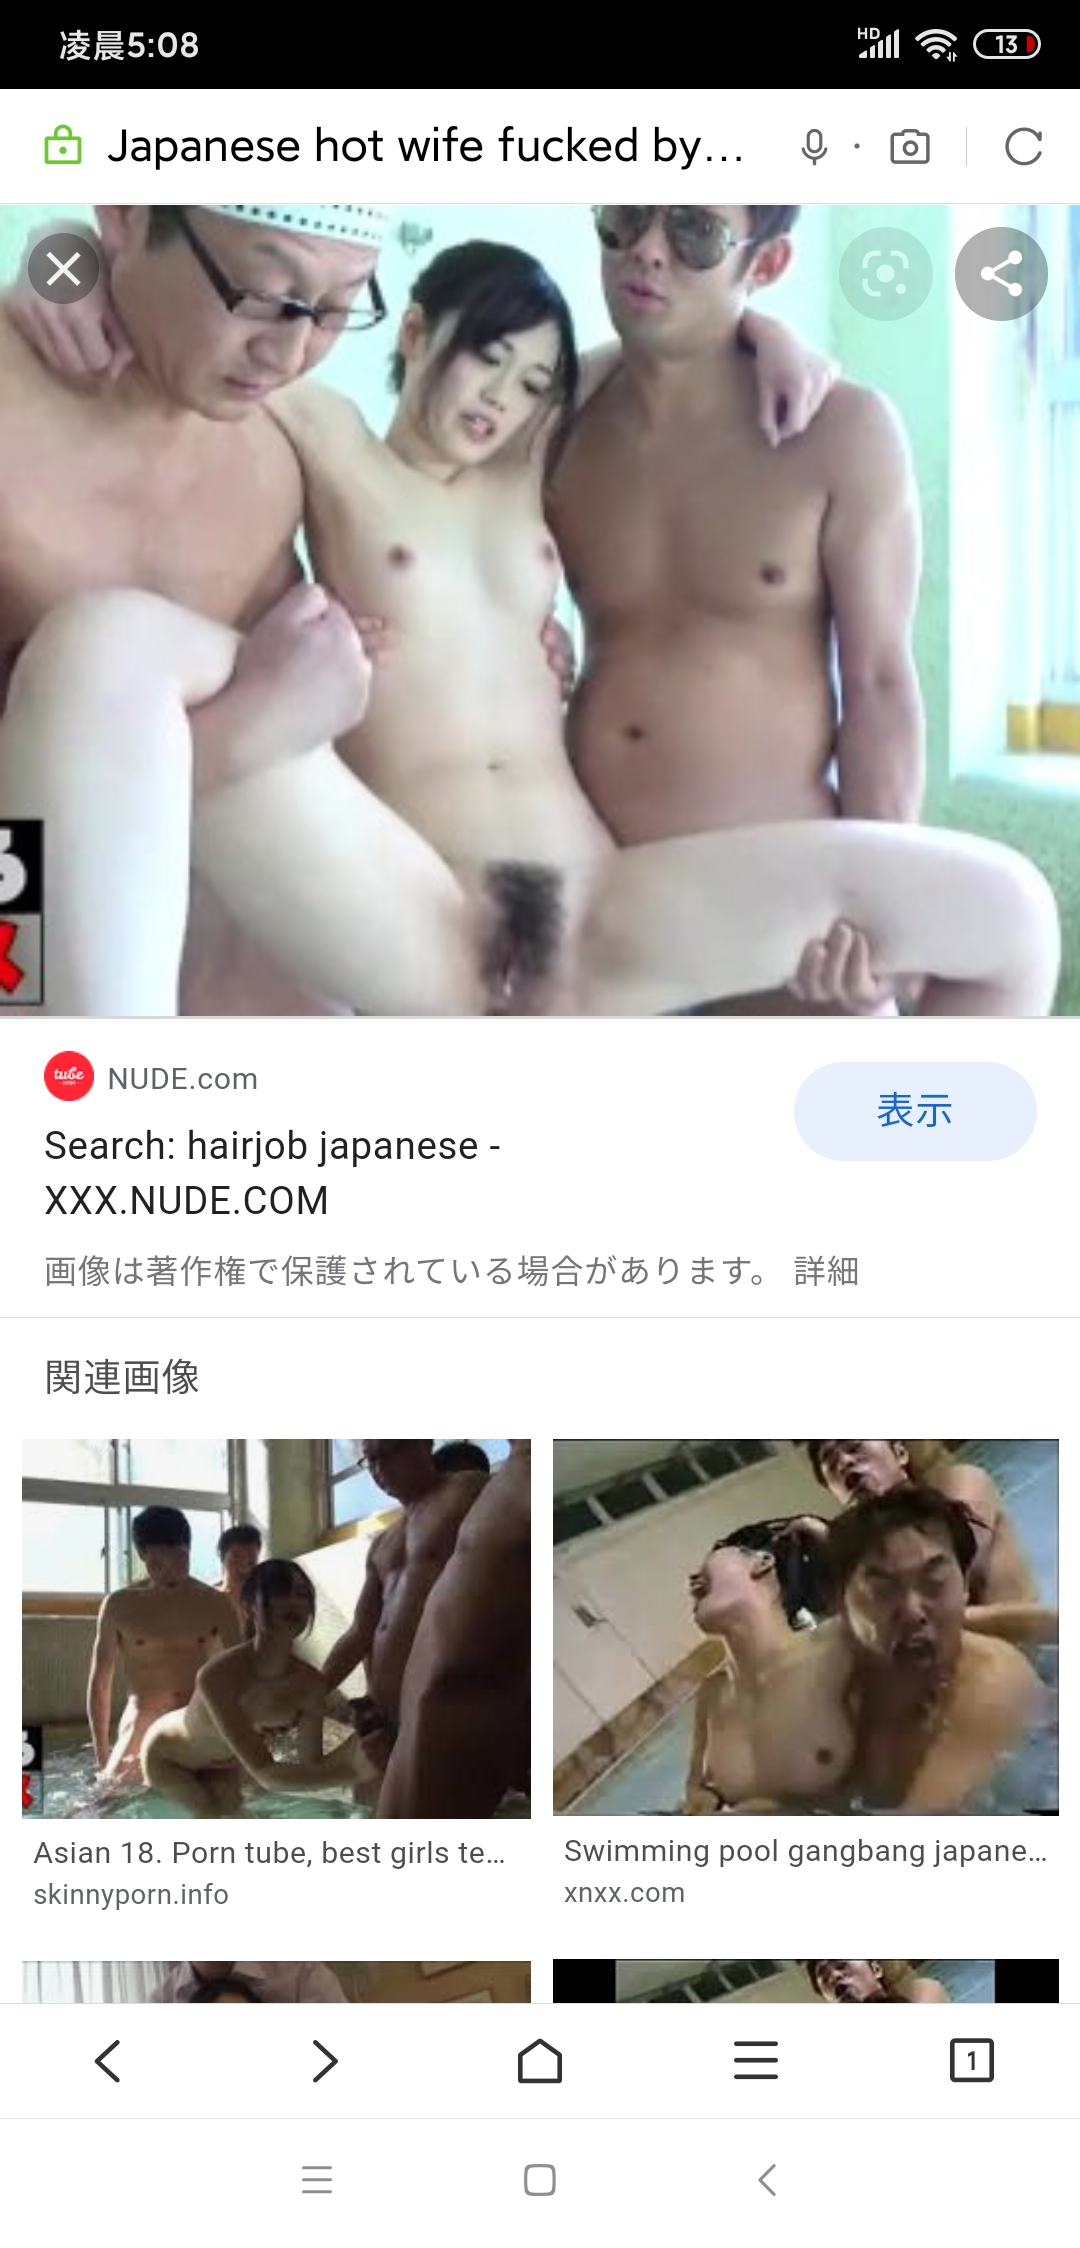 凌晨5:08
HD
13
Japanese hot wife fucked by...
NUDE.com
表示
Search: hairjob japanese -
XXX.NUDE.COM
画像は著作権で保護されている場合があります。 詳細
関連画像
Asian 18. Porn tube, best girls te...
skinnyporn.info
Swimming pool gangbang japane...
xnxx.com
1